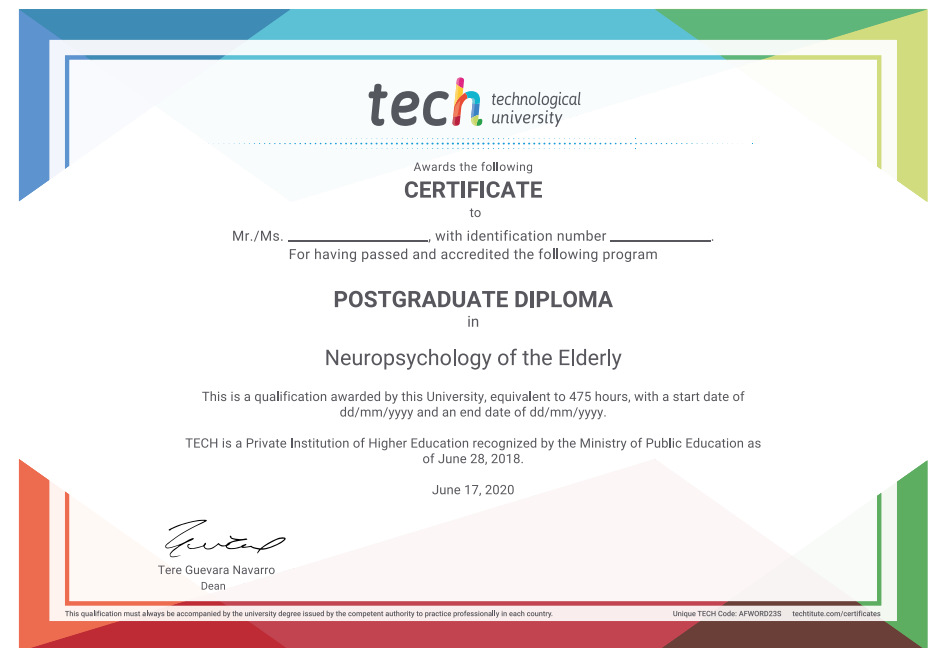 tech technological
university
Awards the following
CERTIFICATE
to
Mr./Ms. ____________, with identification number ____________.
For having passed and accredited the following program
POSTGRADUATE DIPLOMA
in
Neuropsychology of the Elderly
This is a qualification awarded by this University, equivalent to 475 hours, with a start date of
dd/mm/yyyy and an end date of dd/mm/yyyy.
TECH is a Private Institution of Higher Education recognized by the Ministry of Public Education as
of June 28, 2018.
June 17, 2020
Tere Guevara Navarro
Dean
This qualification must always be accompanied by the university degree issued by the competent authority to practice professionally in each country. Unique TECH Code: AFWORD23S techtitute.com/certificates